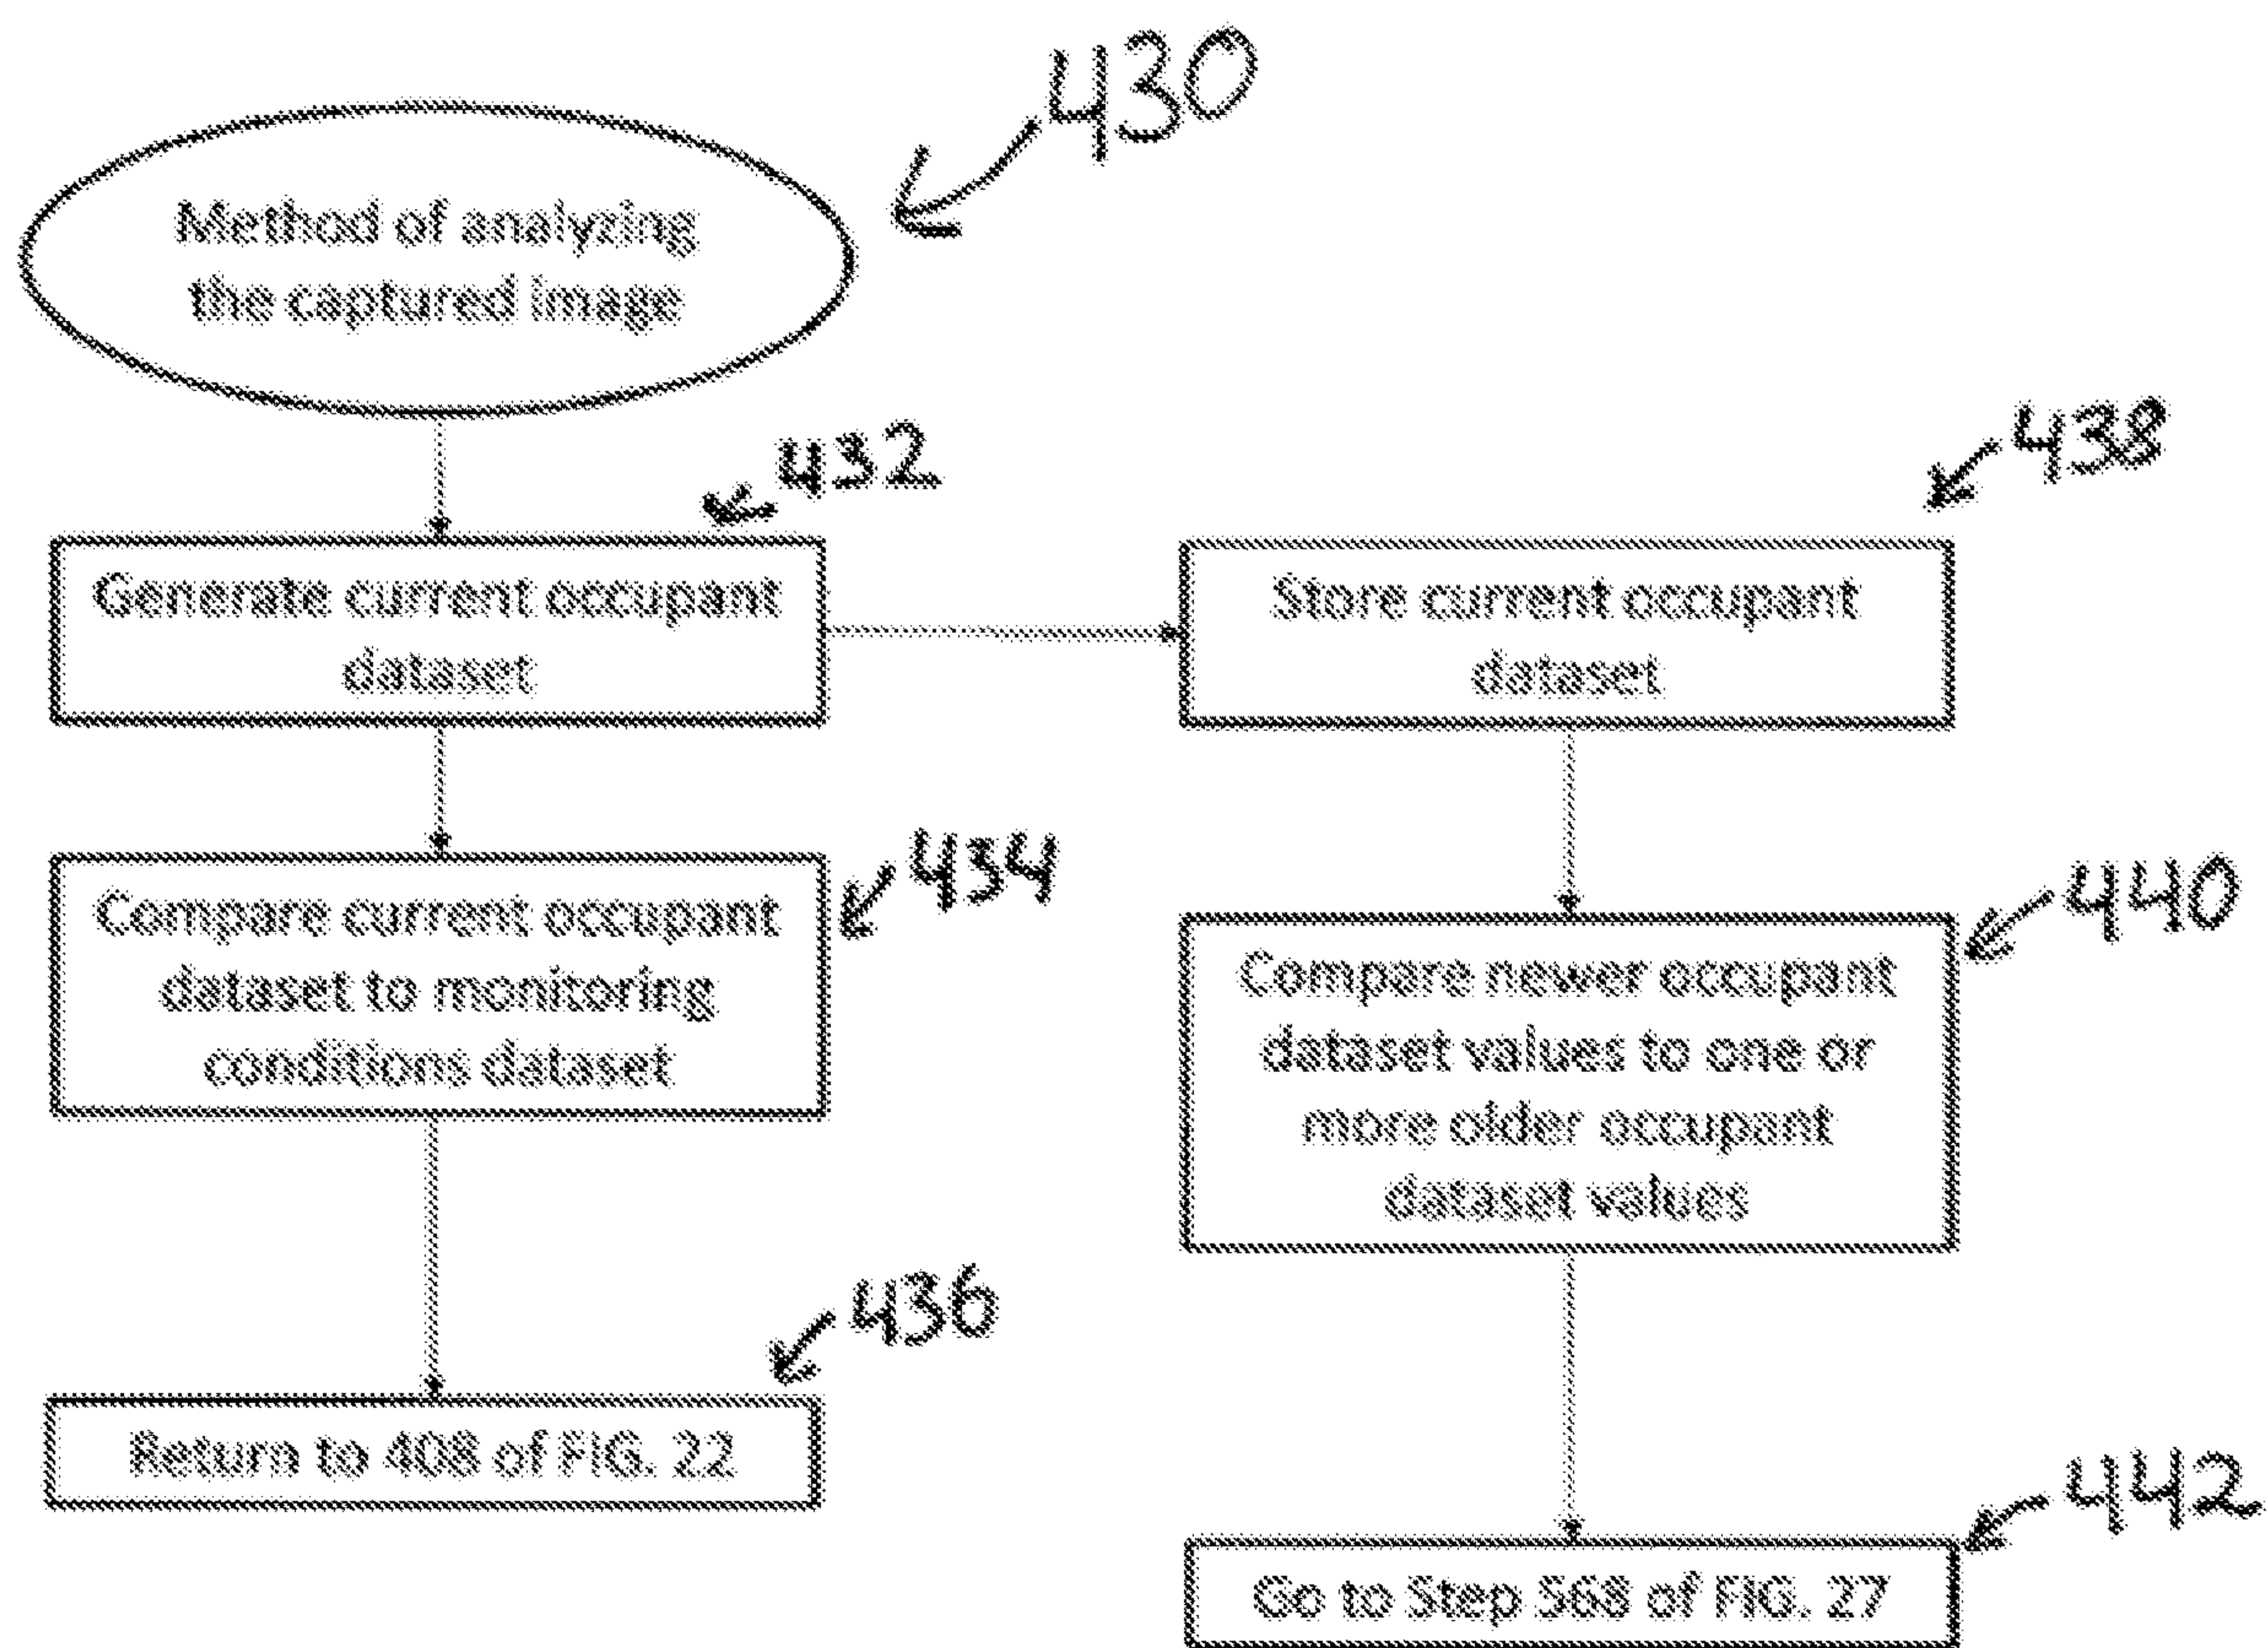 430
Method of analyzing
the captured image
432
Generate current occupant
dataset
438
Store current occupant
dataset
434
Compare current occupant
dataset to monitoring
conditions dataset
440
Compare newer occupant
dataset values to one or
more older occupant
dataset values
436
Return to 408 of FIG. 22
442
Go to Step 568 of FIG. 27